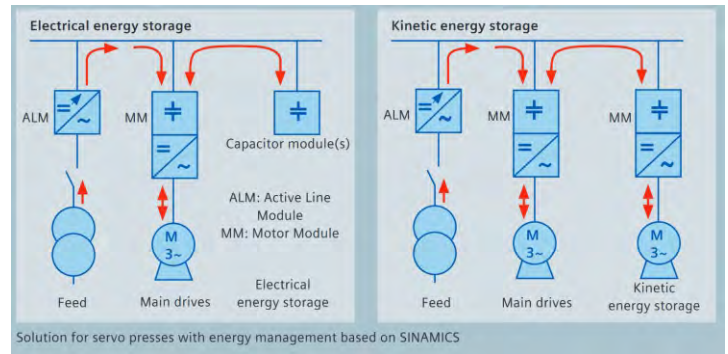 Electrical energy storage
ALM
=
~
MM
=
~
Capacitor module(s)
ALM: Active Line
Module
MM: Motor Module
M
3~
Feed
Main drives
Electrical
energy storage
Kinetic energy storage
ALM
=
~
MM
=
~
MM
=
~
M
3~
M
3~
Feed
Main drives
Kinetic
energy storage
Solution for servo presses with energy management based on SINAMICS